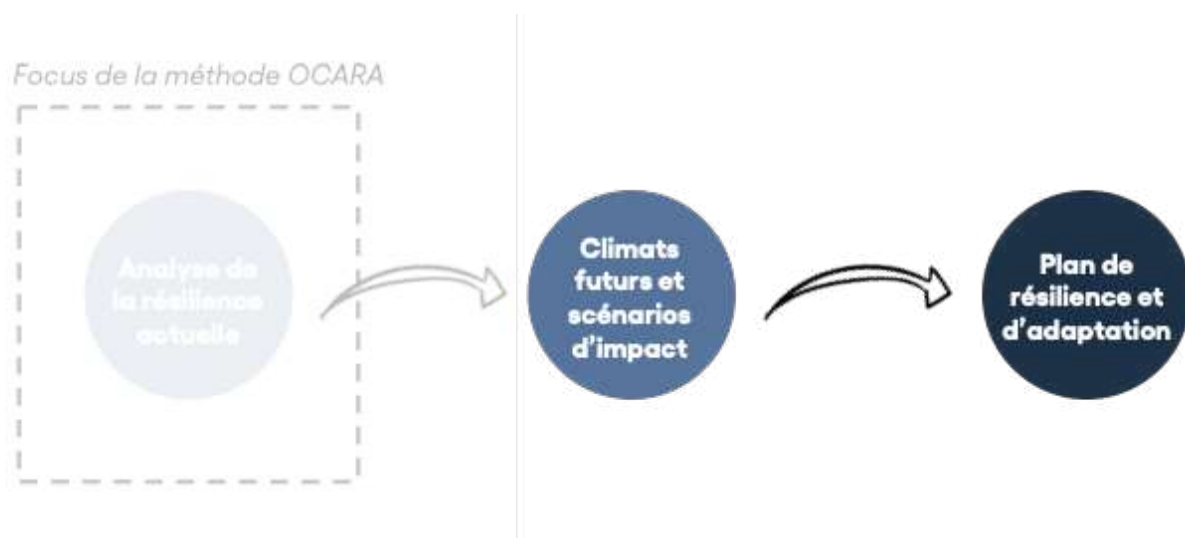 Focus de la méthode OCARA
Analyse de
la résilience
actuelle
Climats
futurs et
scénarios
d'impact
Plan de
résilience et
d'adaptation